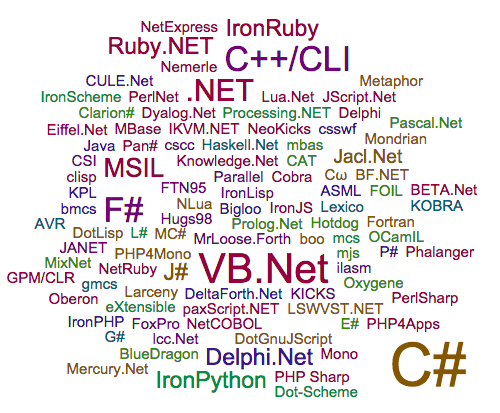 NetExpress IronRuby
Ruby.NET
Nemerle C++/CLI
CULE.Net .NET Metaphor
IronScheme PerlNet Lua.Net JScript.Net
Clarion# Dyalog.Net Processing.NET Delphi Pascal.Net
Eiffel.Net MBase IKVM.NET NeoKicks csswf Mondrian
Java Pan# cscc Haskell.Net mbas
CSI MSIL Knowledge.Net CAT Jacl.Net
clisp Parallel Cobra Cω BF.NET
KPL FTN95 IronLisp ASML FOIL BETA.Net
bmcs F# NLua Bigloo IronJS Lexico KOBRA
AVR Hugs98 Prolog.Net Hotdog Fortran
DotLisp L# MC# MrLoose.Forth boo mcs OCamIL
JANET PHP4Mono VB.Net mjs P# Phalanger
MixNet NetRuby J# ilasm
GPM/CLR gmcs Oxygene
Oberon Larceny DeltaForth.Net KICKS PerlSharp
eXtensible paxScript.NET LSWVST.NET
IronPHP FoxPro NetCOBOL E# PHP4Apps
G# lcc.Net DotGnuJScript
BlueDragon Delphi.Net Mono C#
Mercury.Net IronPython PHP Sharp
Dot-Scheme